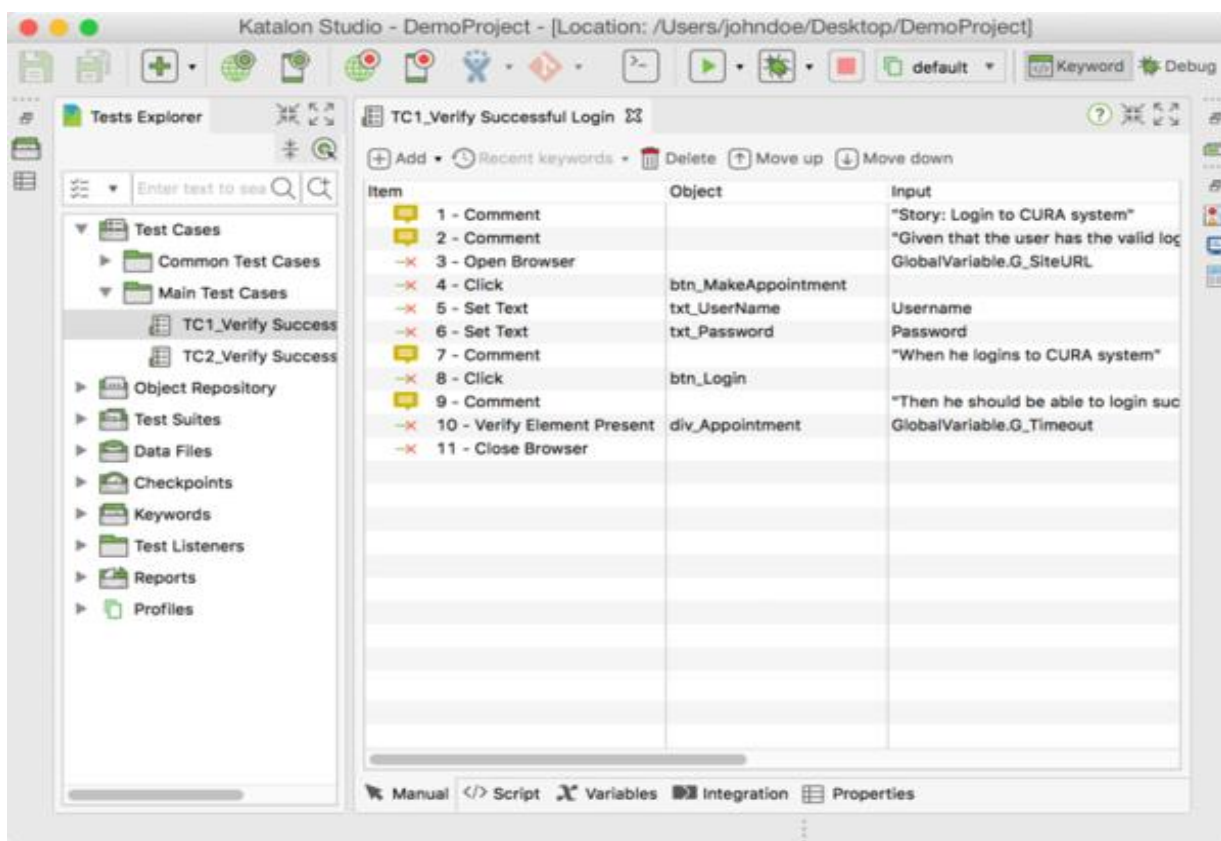 Katalon Studio - DemoProject - [Location: /Users/johndoe/Desktop/DemoProject]
default Keyword Debug
Tests Explorer
Enter text to sea
Test Cases
Common Test Cases
Main Test Cases
TC1_Verify Success
TC2_Verify Success
Object Repository
Test Suites
Data Files
Checkpoints
Keywords
Test Listeners
Reports
Profiles
TC1_Verify Successful Login
Add Recent keywords Delete Move up Move down
Item Object Input
1 - Comment "Story: Login to CURA system"
2 - Comment "Given that the user has the valid log
3 - Open Browser GlobalVariable.G_SiteURL
4 - Click btn_MakeAppointment
5 - Set Text txt_UserName Username
6 - Set Text txt_Password Password
7 - Comment "When he logins to CURA system"
8 - Click btn_Login
9 - Comment "Then he should be able to login suc
10 - Verify Element Present div_Appointment GlobalVariable.G_Timeout
11 - Close Browser
Manual </> Script Variables Integration Properties